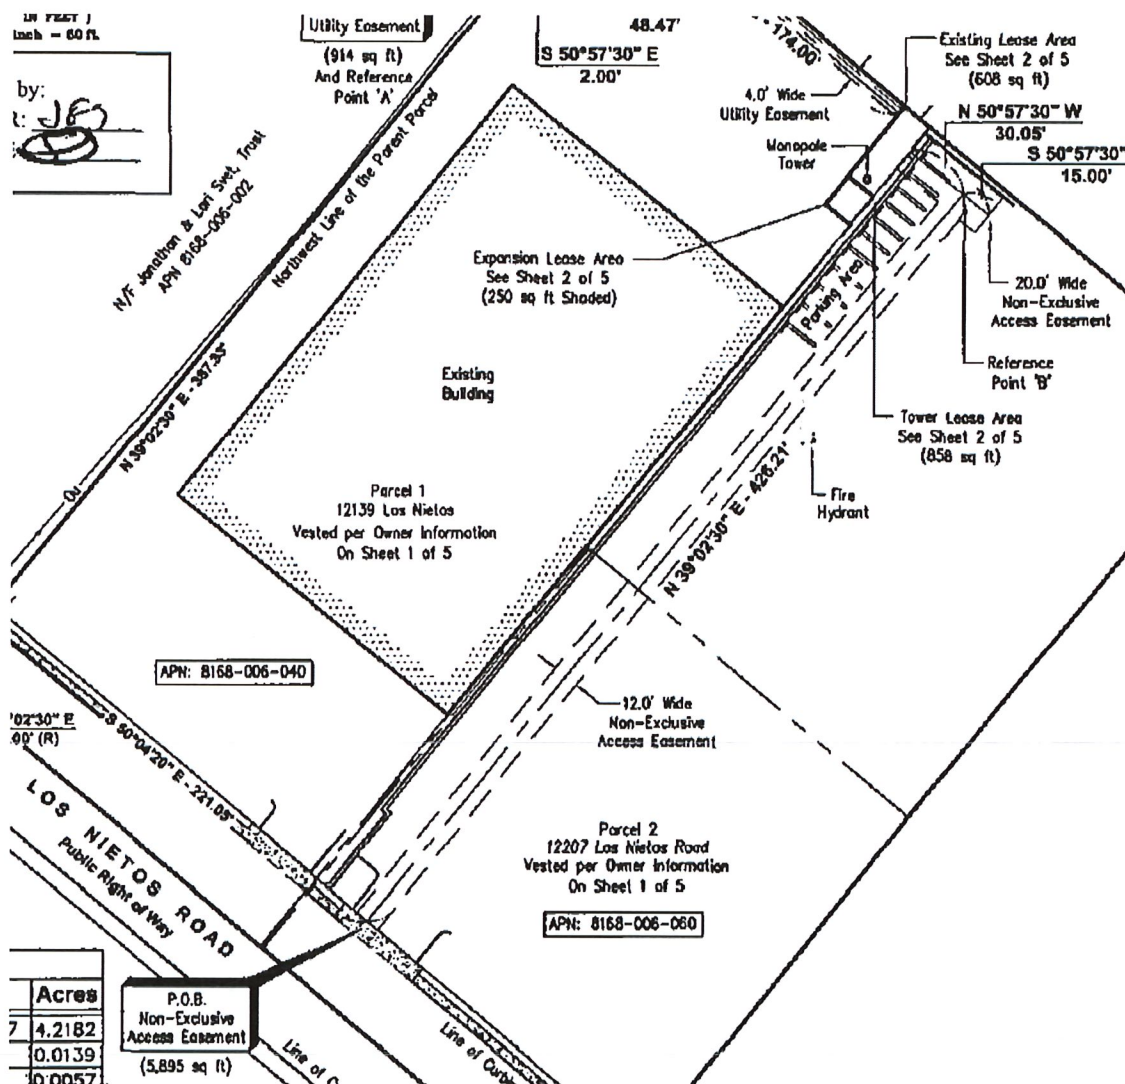 IN FEET )
inch = 60 ft.
by:
Utility Easement
(914 sq ft)
And Reference
Point 'A'
48.47'
S 50°57'30" E
2.00'
174.00'
4.0' Wide
Utility Easement
Monopole
Tower
Existing Lease Area
See Sheet 2 of 5
(608 sq ft)
N 50°57'30" W
30.05'
S 50°57'30"
15.00'
N/F Jonathan & Lori Svet, Trust
APN 8168-006-002
Northwest Line of the Parent Parcel
N 39°02'30" E - 387.33'
Expansion Lease Area
See Sheet 2 of 5
(250 sq ft Shaded)
Parking Area
20.0' Wide
Non-Exclusive
Access Easement
Reference
Point 'B'
Tower Lease Area
See Sheet 2 of 5
(858 sq ft)
Existing
Building
Fire
Hydrant
N 39°02'30" E - 426.21'
OU
Parcel 1
12139 Los Nietos
Vested per Owner Information
On Sheet 1 of 5
APN: 8168-006-040
12.0' Wide
Non-Exclusive
Access Easement
'02'30" E
.00' (R)
S 50°04'20" E - 221.05'
LOS NIETOS ROAD
Public Right of Way
Parcel 2
12207 Los Nietos Road
Vested per Owner Information
On Sheet 1 of 5
APN: 8168-006-060
P.O.B.
Non-Exclusive
Access Easement
(5,895 sq ft)
Line of
Line of Curbin
Acres
7 4.2182
0.0139
0.0057